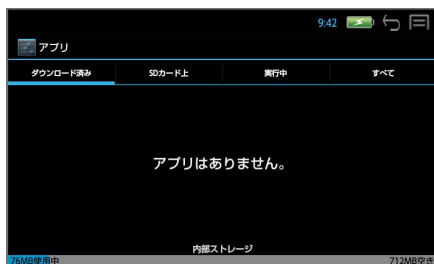 9:42
アプリ
ダウンロード済み SDカード上 実行中 すべて
アプリはありません。
内部ストレージ
76MB使用中 712MB空き